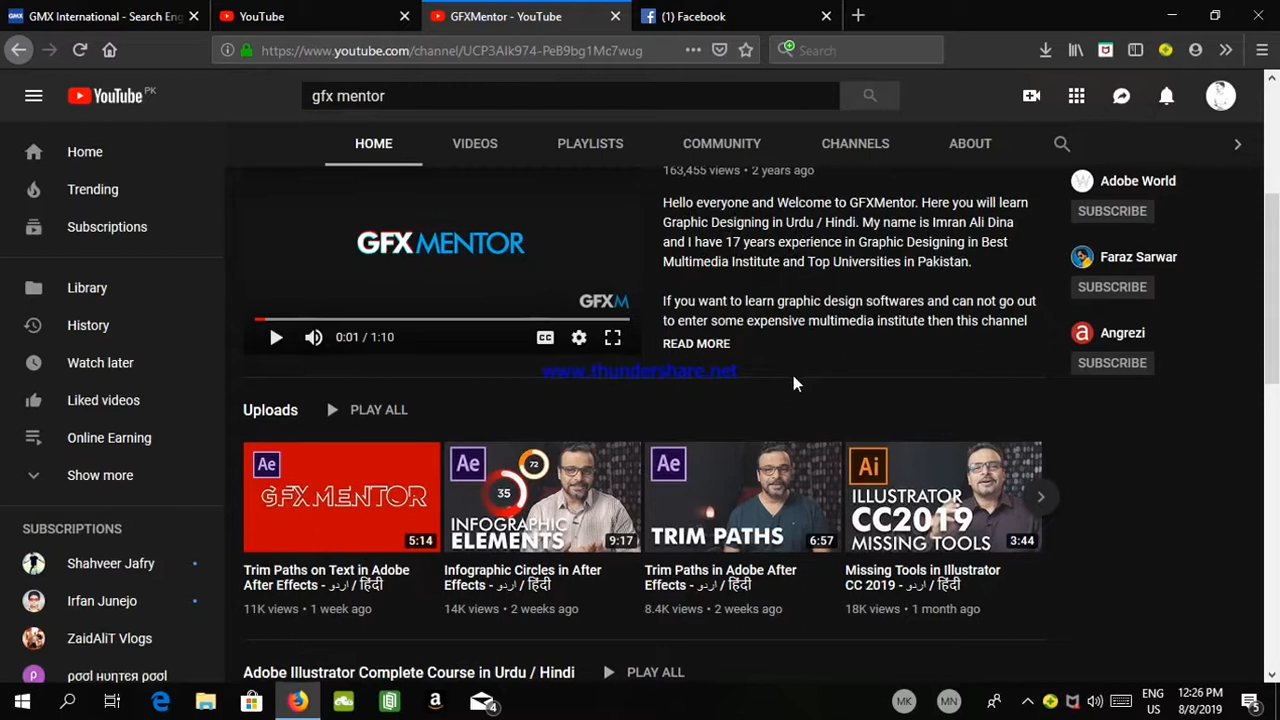 GMX International - Search Eng
YouTube
GFXMentor - YouTube
(1) Facebook
https://www.youtube.com/channel/UCP3AIk974-PeB9bg1Mc7wug
Search
YouTube PK
gfx mentor
HOME
VIDEOS
PLAYLISTS
COMMUNITY
CHANNELS
ABOUT
Home
Trending
Subscriptions
Library
History
Watch later
Liked videos
Online Earning
Show more
SUBSCRIPTIONS
Shahveer Jafry
Irfan Junejo
ZaidAliT Vlogs
ρσσl нυηтєя ρσσl
GFXMENTOR
GFXM
0:01 / 1:10
CC
163,455 views • 2 years ago
Hello everyone and Welcome to GFXMentor. Here you will learn
Graphic Designing in Urdu / Hindi. My name is Imran Ali Dina
and I have 17 years experience in Graphic Designing in Best
Multimedia Institute and Top Universities in Pakistan.
If you want to learn graphic design softwares and can not go out
to enter some expensive multimedia institute then this channel
READ MORE
www.thundershare.net
Adobe World
SUBSCRIBE
Faraz Sarwar
SUBSCRIBE
Angrezi
SUBSCRIBE
Uploads
PLAY ALL
Ae
GFXMENTOR
5:14
Trim Paths on Text in Adobe
After Effects - اردو / हिंदी
11K views • 1 week ago
Ae
72
35
INFOGRAPHIC
ELEMENTS
9:17
Infographic Circles in After
Effects - اردو / हिंदी
14K views • 2 weeks ago
Ae
TRIM PATHS
6:57
Trim Paths in Adobe After
Effects - اردو / हिंदी
8.4K views • 2 weeks ago
Ai
ILLUSTRATOR
CC2019
MISSING TOOLS
3:44
Missing Tools in Illustrator
CC 2019 - اردو / हिंदी
18K views • 1 month ago
Adobe Illustrator Complete Course in Urdu / Hindi
PLAY ALL
4
MK
MN
ENG
US
12:26 PM
8/8/2019
5